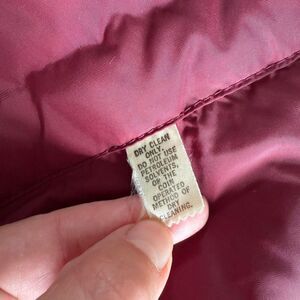 DRY CLEAN
ONLY.
DO NOT USE
PETROLEUM
SOLVENTS,
OR THE
COIN
OPERATED
METHOD OF
DRY
CLEANING.